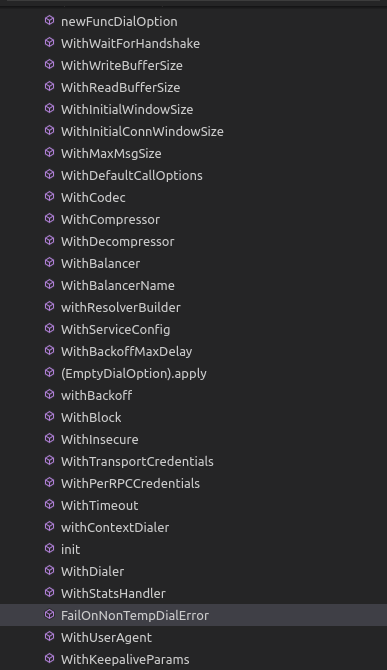 newFuncDialOption
WithWaitForHandshake
WithWriteBufferSize
WithReadBufferSize
WithInitialWindowSize
WithInitialConnWindowSize
WithMaxMsgSize
WithDefaultCallOptions
WithCodec
WithCompressor
WithDecompressor
WithBalancer
WithBalancerName
withResolverBuilder
WithServiceConfig
WithBackoffMaxDelay
(EmptyDialOption).apply
withBackoff
WithBlock
WithInsecure
WithTransportCredentials
WithPerRPCCredentials
WithTimeout
withContextDialer
init
WithDialer
WithStatsHandler
FailOnNonTempDialError
WithUserAgent
WithKeepaliveParams